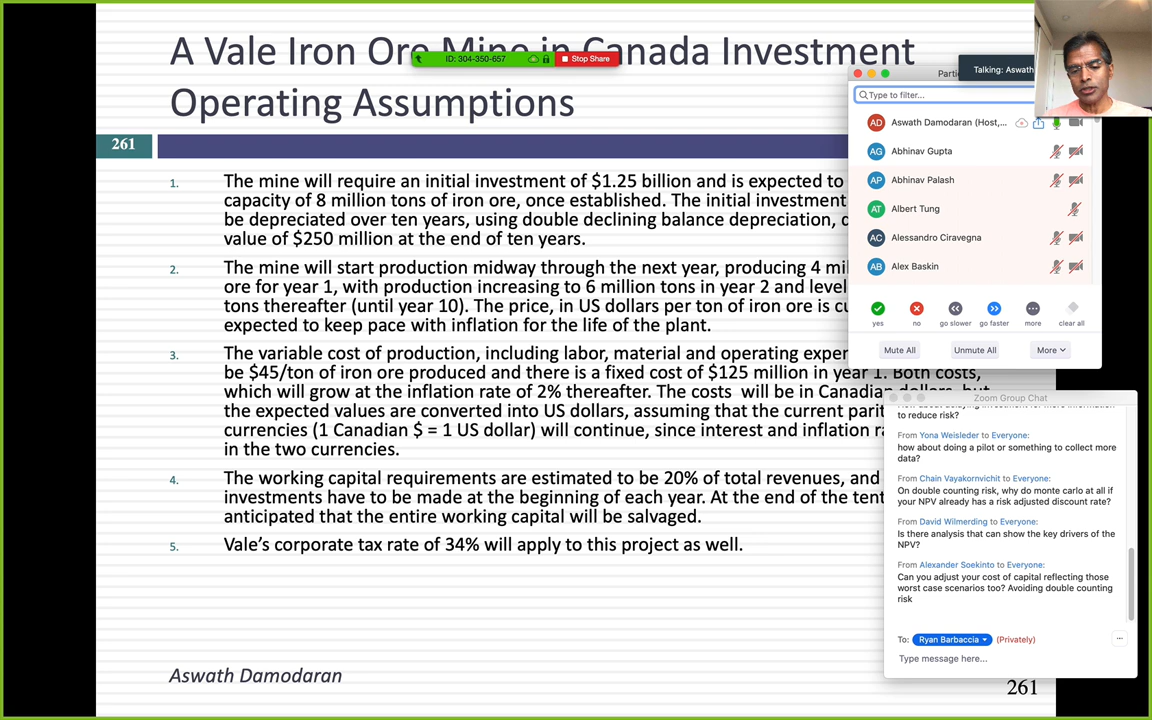 A Vale Iron Ore Mine in Canada Investment
Operating Assumptions
ID: 304-350-657
Stop Share
261
1. The mine will require an initial investment of $1.25 billion and is expected to
capacity of 8 million tons of iron ore, once established. The initial investment
be depreciated over ten years, using double declining balance depreciation,
value of $250 million at the end of ten years.
2. The mine will start production midway through the next year, producing 4
ore for year 1, with production increasing to 6 million tons in year 2 and
tons thereafter (until year 10). The price, in US dollars per ton of iron ore is
expected to keep pace with inflation for the life of the plant.
3. The variable cost of production, including labor, material and operating
be $45/ton of iron ore produced and there is a fixed cost of $125 million in year 1. Both costs,
which will grow at the inflation rate of 2% thereafter. The costs will be in Canadian dollars, but
the expected values are converted into US dollars, assuming that the current
currencies (1 Canadian $ = 1 US dollar) will continue, since interest and inflation
in the two currencies.
4. The working capital requirements are estimated to be 20% of total revenues, and
investments have to be made at the beginning of each year. At the end of the
anticipated that the entire working capital will be salvaged.
5. Vale's corporate tax rate of 34% will apply to this project as well.
Aswath Damodaran
261
Talking: Aswath
Type to filter...
AD Aswath Damodaran (Host,...
AG Abhinav Gupta
AP Abhinav Palash
AT Albert Tung
AC Alessandro Ciravegna
AB Alex Baskin
yes no go slower go faster more clear all
Mute All Unmute All More
Zoom Group Chat
to reduce risk?
From Yona Weisleder to Everyone:
how about doing a pilot or something to collect more
data?
From Chain Vayakornvichit to Everyone:
On double counting risk, why do monte carlo at all if
your NPV already has a risk adjusted discount rate?
From David Wilmerding to Everyone:
Is there analysis that can show the key drivers of the
NPV?
From Alexander Soekinto to Everyone:
Can you adjust your cost of capital reflecting those
worst case scenarios too? Avoiding double counting
risk
To: Ryan Barbaccia (Privately)
Type message here...